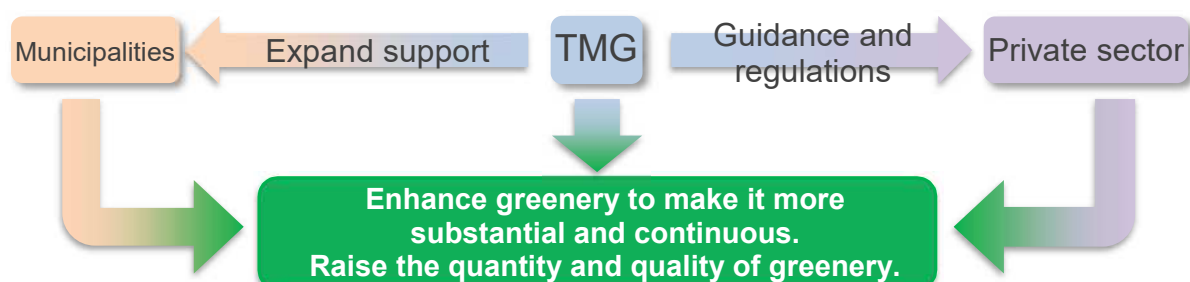 Municipalities
Expand support
TMG
Guidance and
regulations
Private sector
Enhance greenery to make it more
substantial and continuous.
Raise the quantity and quality of greenery.